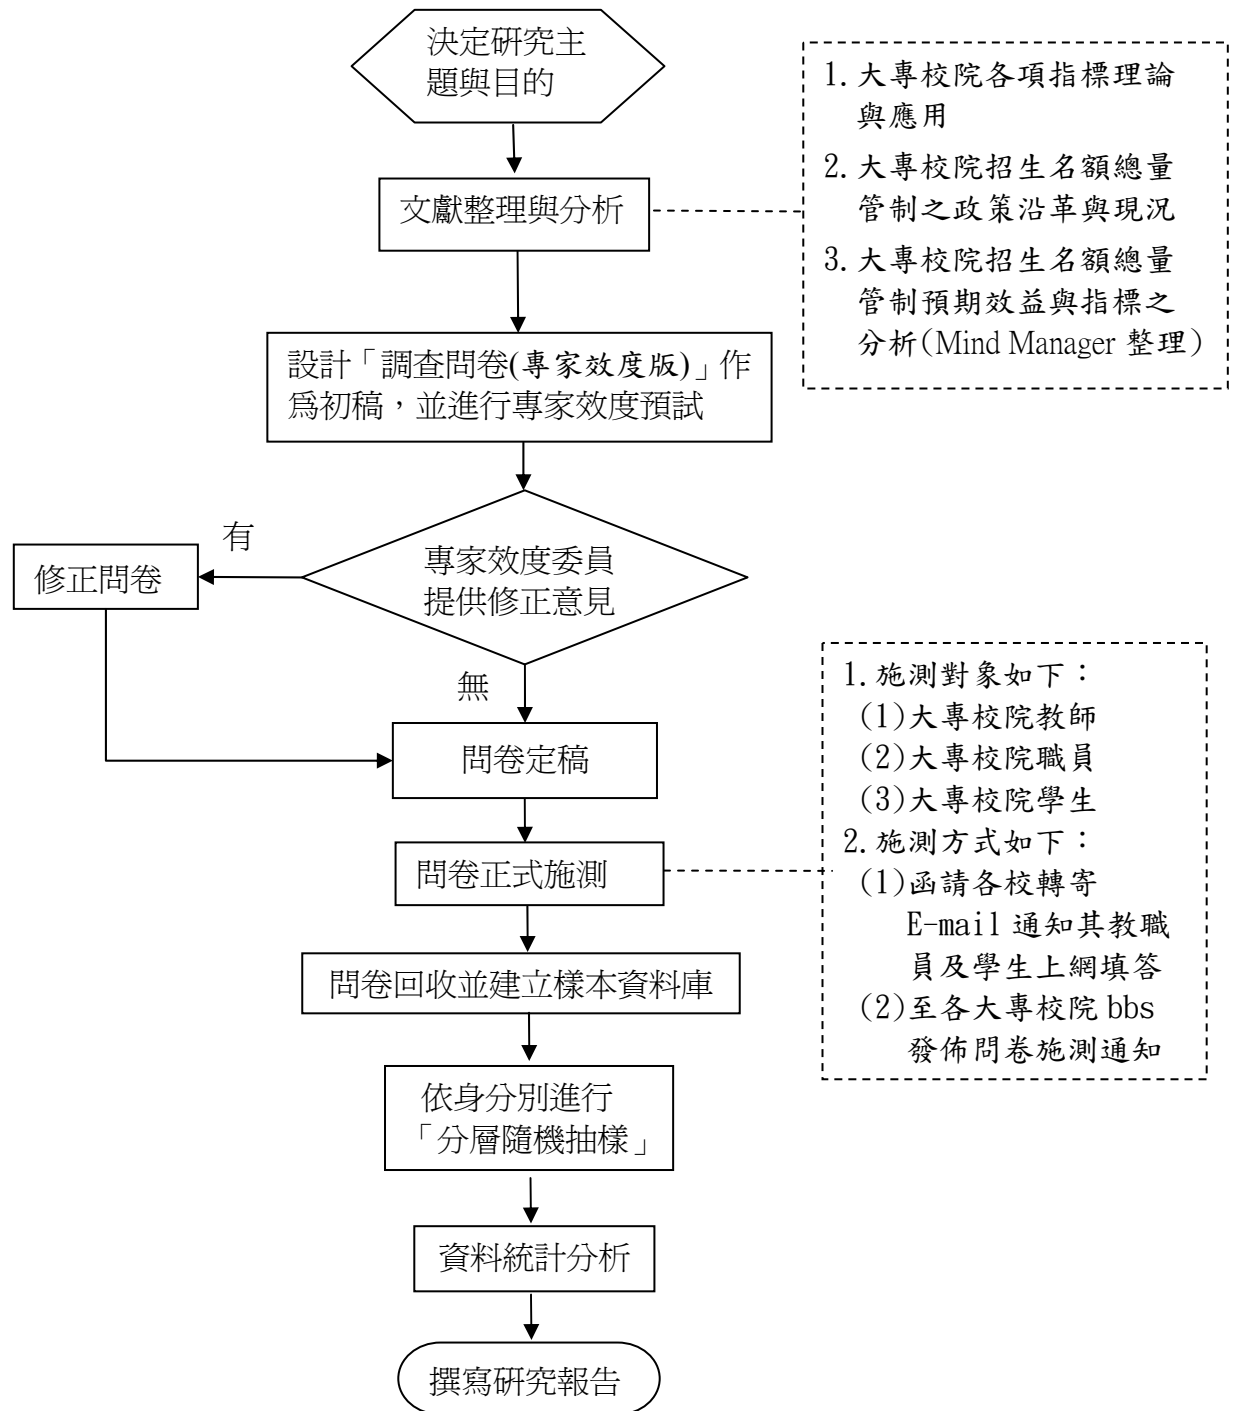 決定研究主
題與目的
1. 大專校院各項指標理論
與應用
2. 大專校院招生名額總量
管制之政策沿革與現況
3. 大專校院招生名額總量
管制預期效益與指標之
分析(Mind Manager 整理)
文獻整理與分析
設計「調查問卷(專家效度版)」作
為初稿，並進行專家效度預試
專家效度委員
提供修正意見
有
修正問卷
無
問卷定稿
1. 施測對象如下：
(1)大專校院教師
(2)大專校院職員
(3)大專校院學生
2. 施測方式如下：
(1)函請各校轉寄
E-mail 通知其教職
員及學生上網填答
(2)至各大專校院 bbs
發佈問卷施測通知
問卷正式施測
問卷回收並建立樣本資料庫
依身分別進行
「分層隨機抽樣」
資料統計分析
撰寫研究報告